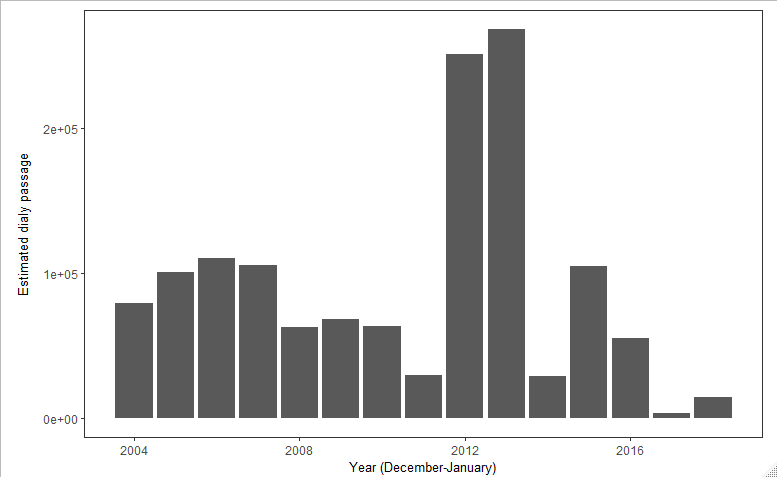 Estimated dialy passage
2e+05
1e+05
0e+00
2004 2008 2012 2016
Year (December-January)